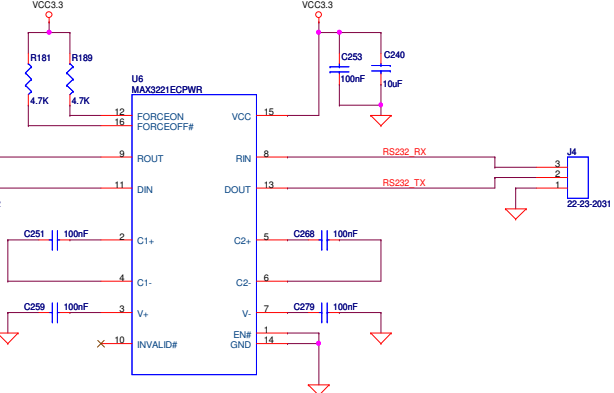 VCC3.3
VCC3.3
R181
R189
4.7K
4.7K
C253
100nF
C240
10uF
U6
MAX3221ECPWR
12 FORCEON
16 FORCEOFF#
VCC 15
9 ROUT
RIN 8
RS232_RX
11 DIN
DOUT 13
RS232_TX
J4
3
2
1
22-23-2031
C251 100nF
2 C1+
C2+ 5
C268 100nF
4 C1-
C2- 6
C259 100nF
3 V+
V- 7
C279 100nF
EN# 1
10 INVALID#
GND 14